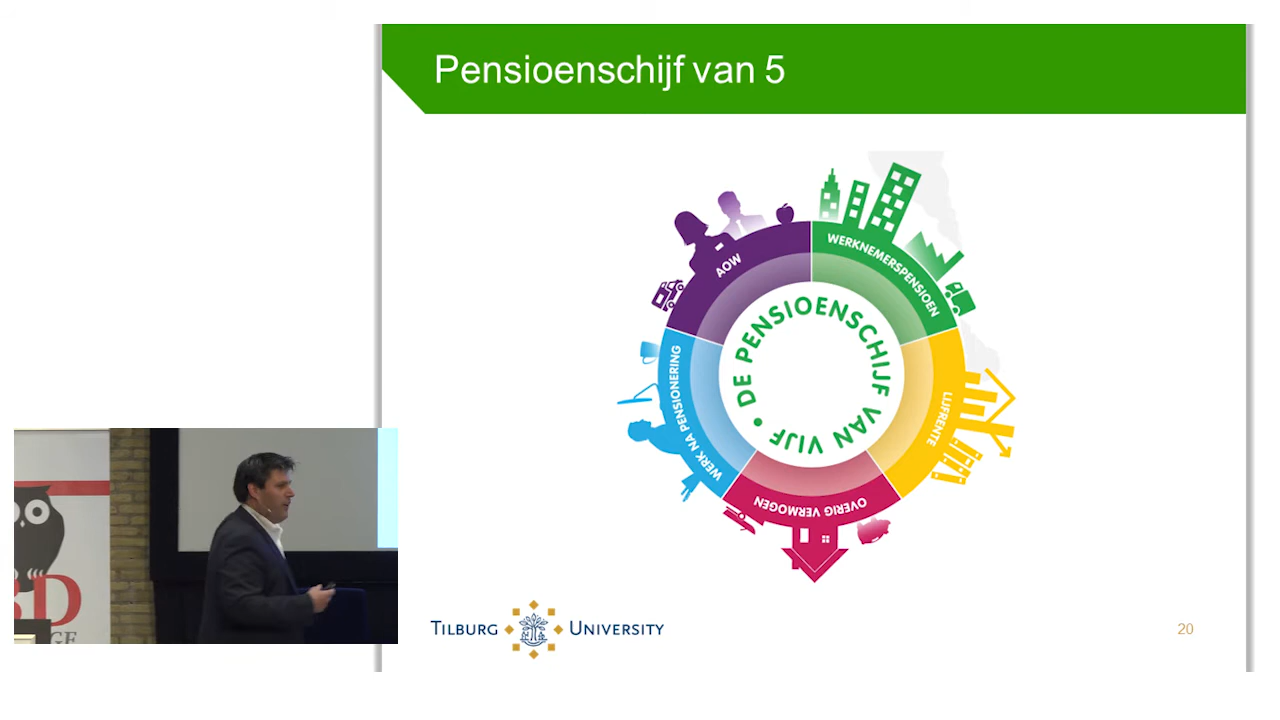 Pensioenschijf van 5
AOW
WERKNEMERSPENSIOEN
LIJFRENTE
OVERIG VERMOGEN
WERK NA PENSIONERING
DE PENSIOENSCHIJF VAN VIJF •
TILBURG UNIVERSITY
20